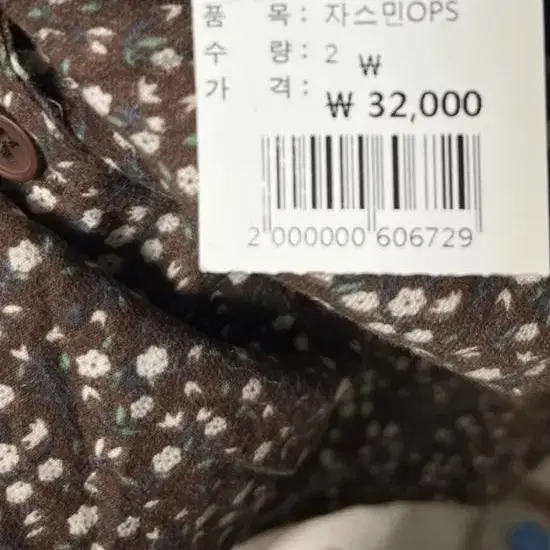 품 목 : 자스민OPS
수 량 : 2
₩
가 격 : ₩ 32,000
2 000000 606729